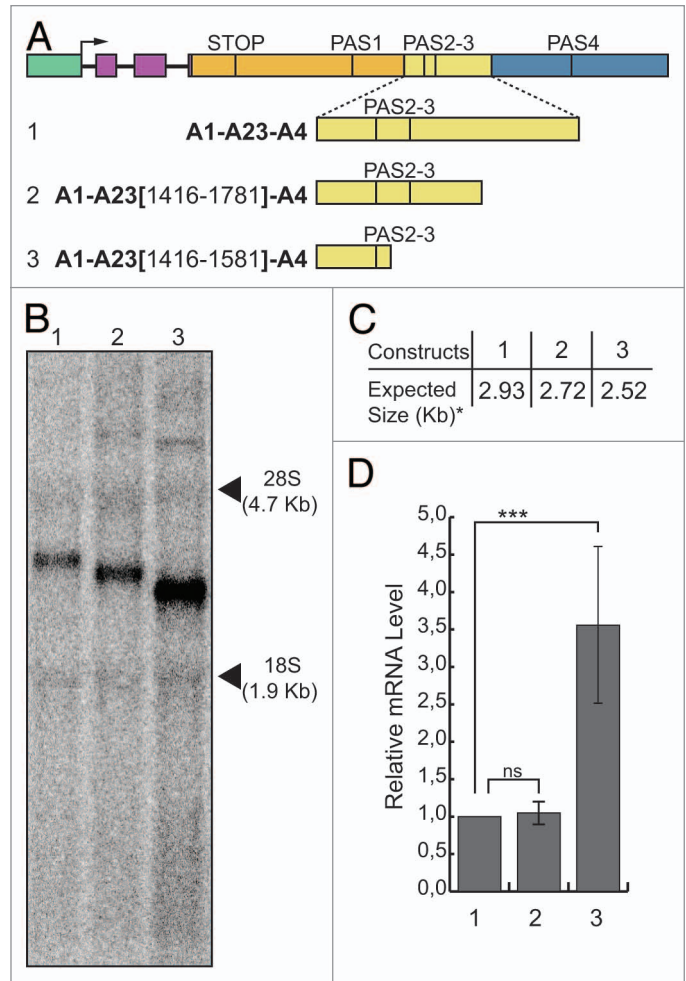 A
STOP PAS1 PAS2-3 PAS4
PAS2-3
1 A1-A23-A4
PAS2-3
2 A1-A23[1416-1781]-A4
PAS2-3
3 A1-A23[1416-1581]-A4
B
1 2 3
28S
(4.7 Kb)
18S
(1.9 Kb)
C
Constructs 1 2 3
Expected
Size (Kb)* 2.93 2.72 2.52
D
Relative mRNA Level
5,0
4,5
4,0
3,5
3,0
2,5
2,0
1,5
1,0
0,5
0,0
***
ns
1 2 3